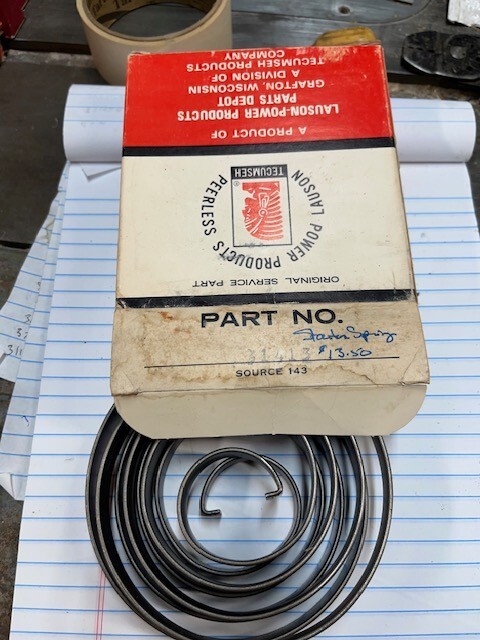 ORIGINAL SERVICE PART
LAUSON POWER PRODUCTS PEERLESS
TECUMSEH
®
A PRODUCT OF
LAUSON-POWER PRODUCTS
PARTS DEPOT
GRAFTON, WISCONSIN
A DIVISION OF
TECUMSEH PRODUCTS
COMPANY
PART NO.
Starter Spring
$13.50
SOURCE 143